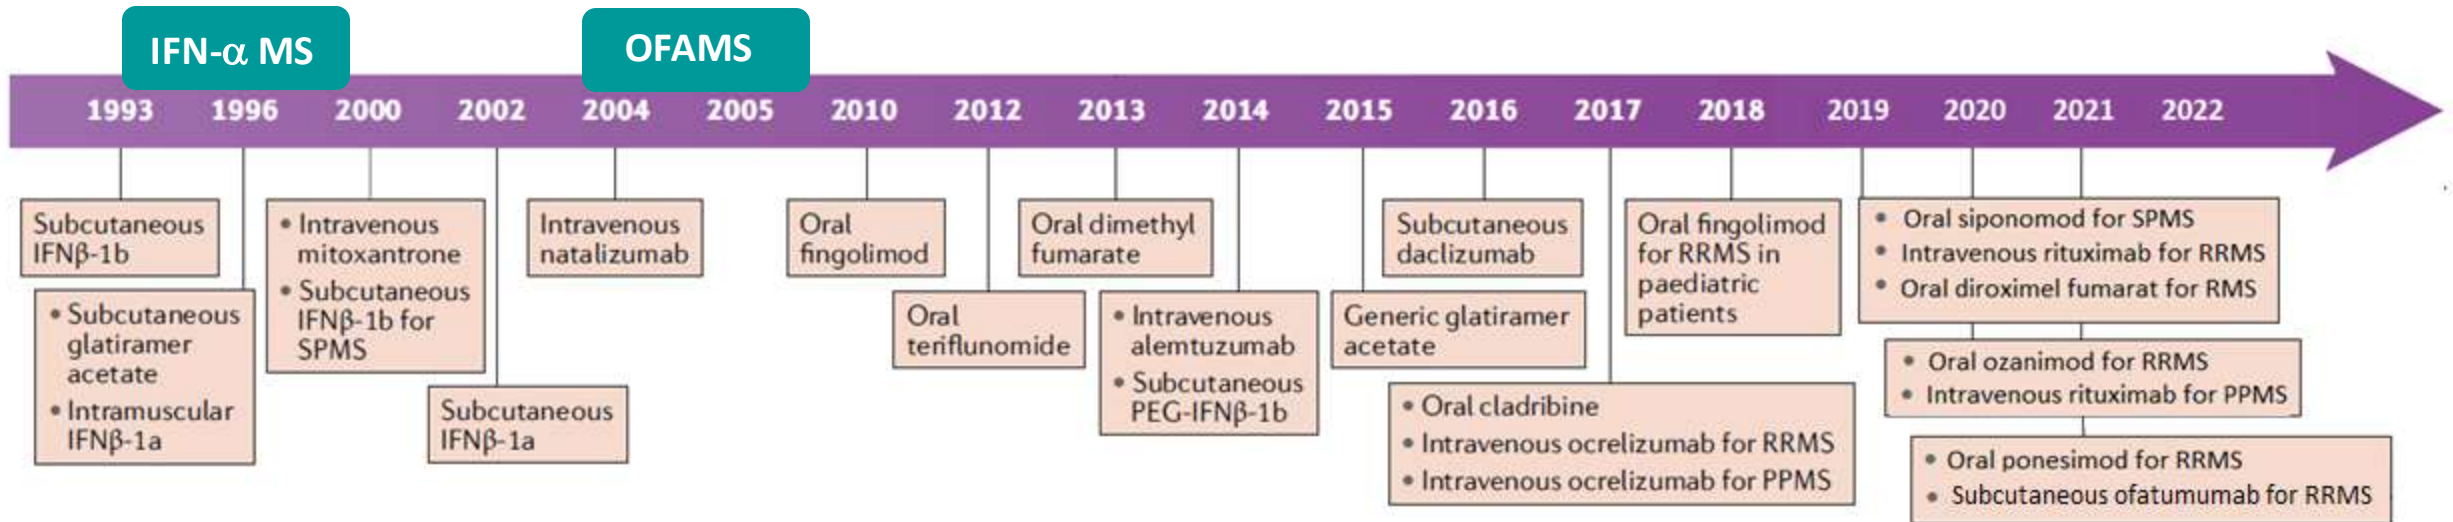 IFN-α MS
OFAMS
1993 1996 2000 2002 2004 2005 2010 2012 2013 2014 2015 2016 2017 2018 2019 2020 2021 2022
Subcutaneous
IFNβ-1b
• Subcutaneous
glatiramer
acetate
• Intramuscular
IFNβ-1a
• Intravenous
mitoxantrone
• Subcutaneous
IFNβ-1b for
SPMS
Subcutaneous
IFNβ-1a
Intravenous
natalizumab
Oral
fingolimod
Oral
teriflunomide
Oral dimethyl
fumarate
• Intravenous
alemtuzumab
• Subcutaneous
PEG-IFNβ-1b
Generic glatiramer
acetate
Subcutaneous
daclizumab
• Oral cladribine
• Intravenous ocrelizumab for RRMS
• Intravenous ocrelizumab for PPMS
Oral fingolimod
for RRMS in
paediatric
patients
• Oral siponomod for SPMS
• Intravenous rituximab for RRMS
• Oral diroximel fumarat for RMS
• Oral ozanimod for RRMS
• Intravenous rituximab for PPMS
• Oral ponesimod for RRMS
• Subcutaneous ofatumumab for RRMS